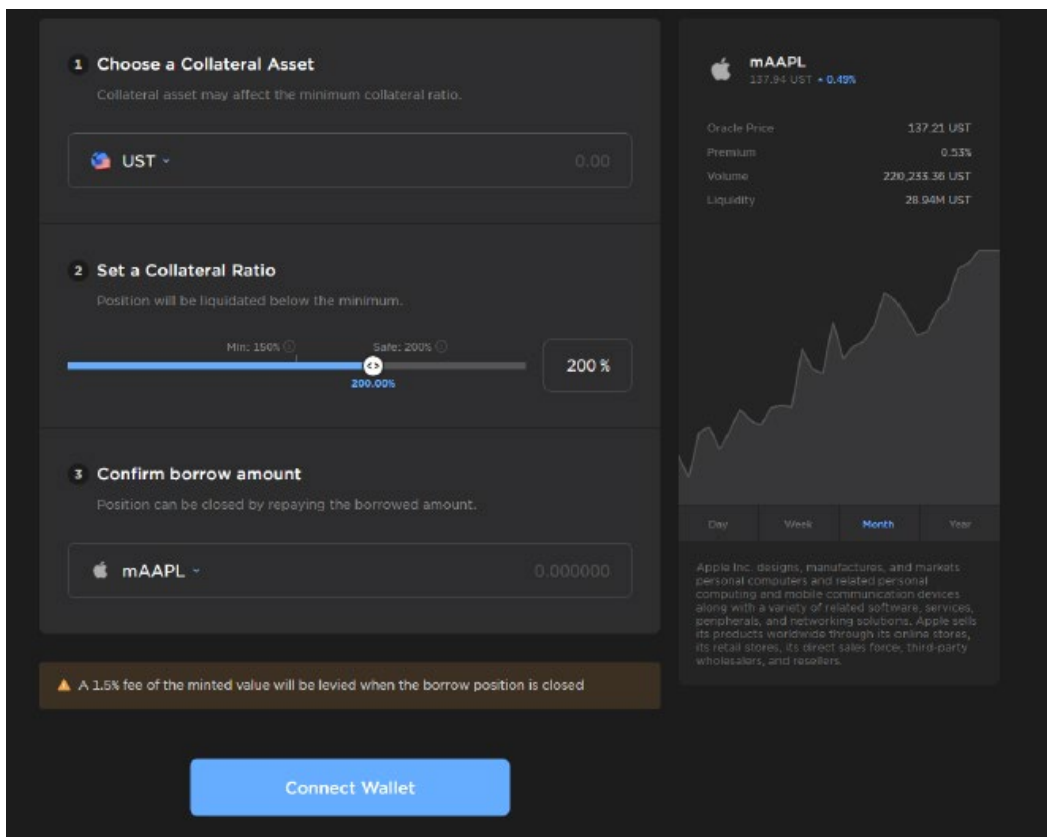 1 Choose a Collateral Asset
Collateral asset may affect the minimum collateral ratio.
UST
0.00
2 Set a Collateral Ratio
Position will be liquidated below the minimum.
Min: 150%
Safe: 200%
200.00%
200 %
3 Confirm borrow amount
Position can be closed by repaying the borrowed amount.
mAAPL
0.000000
A 1.5% fee of the minted value will be levied when the borrow position is closed
Connect Wallet
mAAPL
137.94 UST 0.49%
Oracle Price 137.21 UST
Premium 0.53%
Volume 220,233.36 UST
Liquidity 28.94M UST
Day Week Month Year
Apple Inc. designs, manufactures, and markets
personal computers and related personal
computing and mobile communication devices
along with a variety of related software, services,
peripherals, and networking solutions. Apple sells
its products worldwide through its online stores,
its retail stores, its direct sales force, third-party
wholesalers, and resellers.